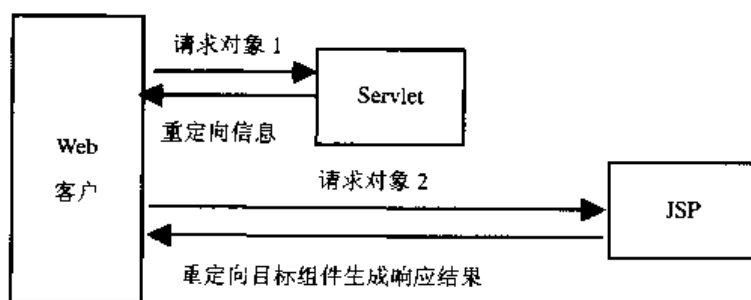 请求对象 1
Servlet
重定向信息
Web
客户
请求对象 2
JSP
重定向目标组件生成响应结果